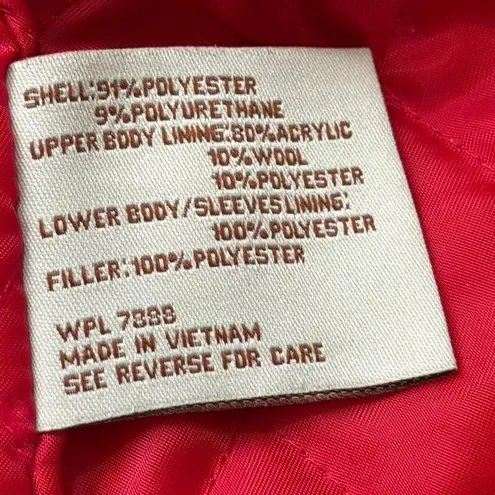 SHELL:91%POLYESTER
9%POLYURETHANE
UPPER BODY LINING:80%ACRYLIC
10%WOOL
10%POLYESTER
LOWER BODY/SLEEVES LINING:
100%POLYESTER
FILLER:100%POLYESTER
WPL 7888
MADE IN VIETNAM
SEE REVERSE FOR CARE